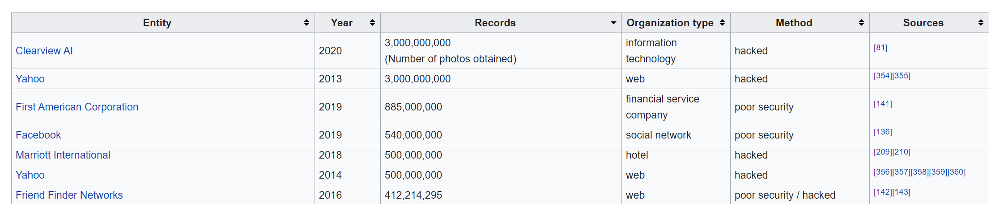 Entity Year Records Organization type Method Sources
Clearview AI 2020 3,000,000,000 information hacked [81]
(Number of photos obtained) technology
Yahoo 2013 3,000,000,000 web hacked [354][355]
First American Corporation 2019 885,000,000 financial service poor security [141]
company
Facebook 2019 540,000,000 social network poor security [136]
Marriott International 2018 500,000,000 hotel hacked [209][210]
Yahoo 2014 500,000,000 web hacked [356][357][358][359][360]
Friend Finder Networks 2016 412,214,295 web poor security / hacked [142][143]